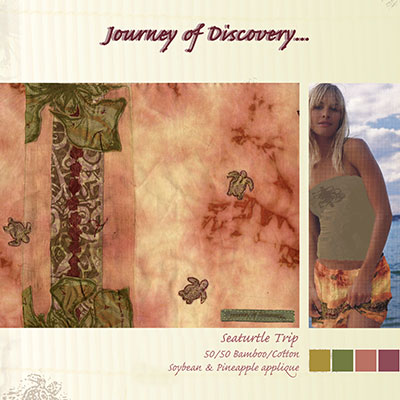 Journey of Discovery...
Seaturtle Trip
50/50 Bamboo/Cotton
Soybean & Pineapple applique